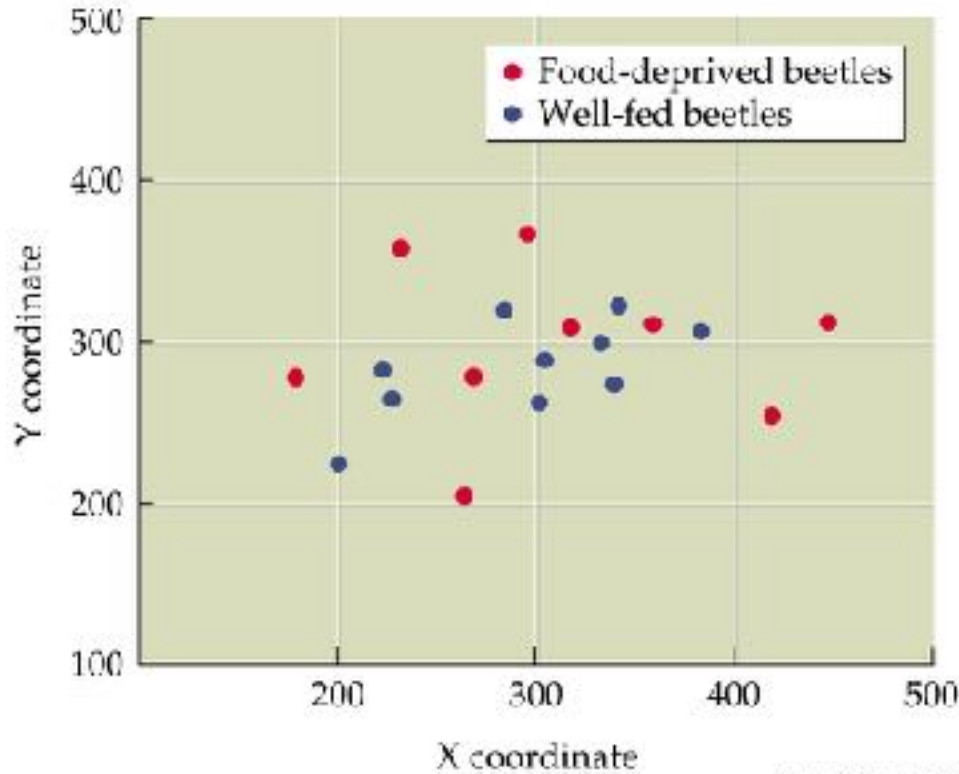 500
Food-deprived beetles
Well-fed beetles
400
300
200
100
Y coordinate
200 300 400 500
X coordinate